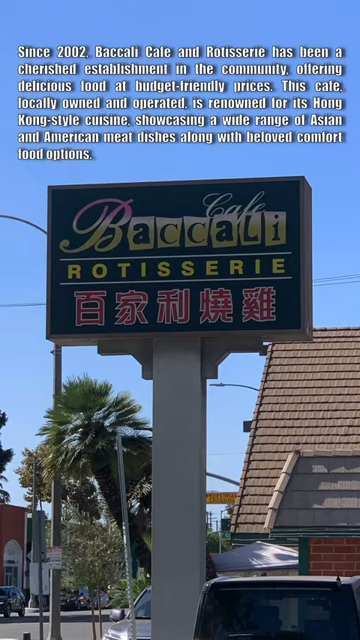 Since 2002, Baccali Cafe and Rotisserie has been a
cherished establishment in the community, offering
delicious food at budget-friendly prices. This cafe,
locally owned and operated, is renowned for its Hong
Kong-style cuisine, showcasing a wide range of Asian
and American meat dishes along with beloved comfort
food options.
Cafe
Baccali
ROTISSERIE
百家利燒雞